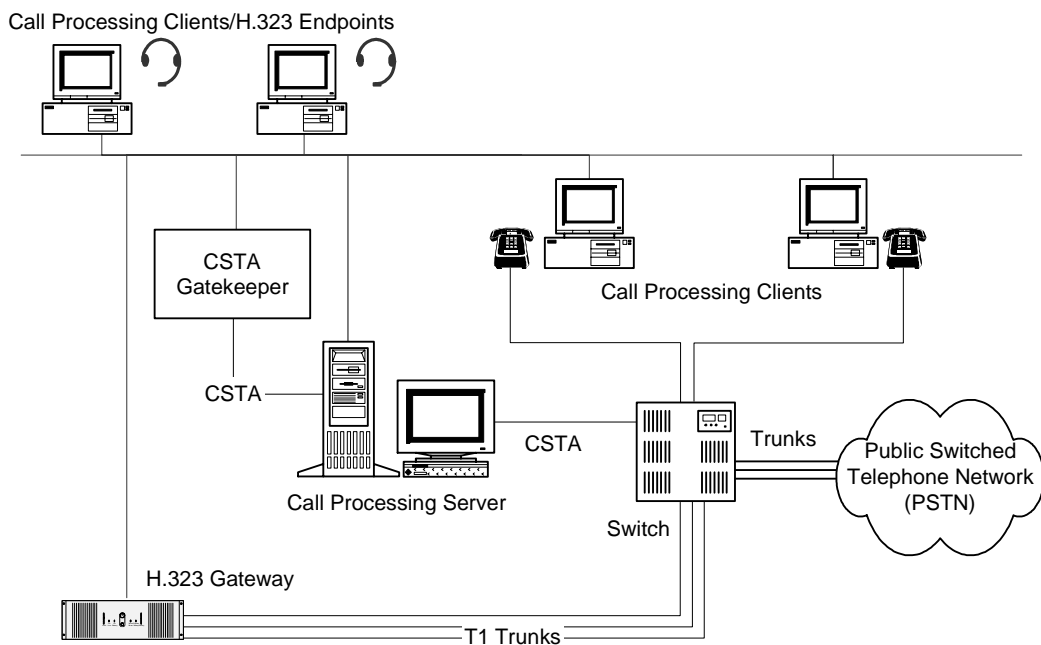 Call Processing Clients/H.323 Endpoints
CSTA
Gatekeeper
Call Processing Clients
CSTA
CSTA
Trunks
Public Switched
Telephone Network
(PSTN)
Call Processing Server
Switch
H.323 Gateway
T1 Trunks